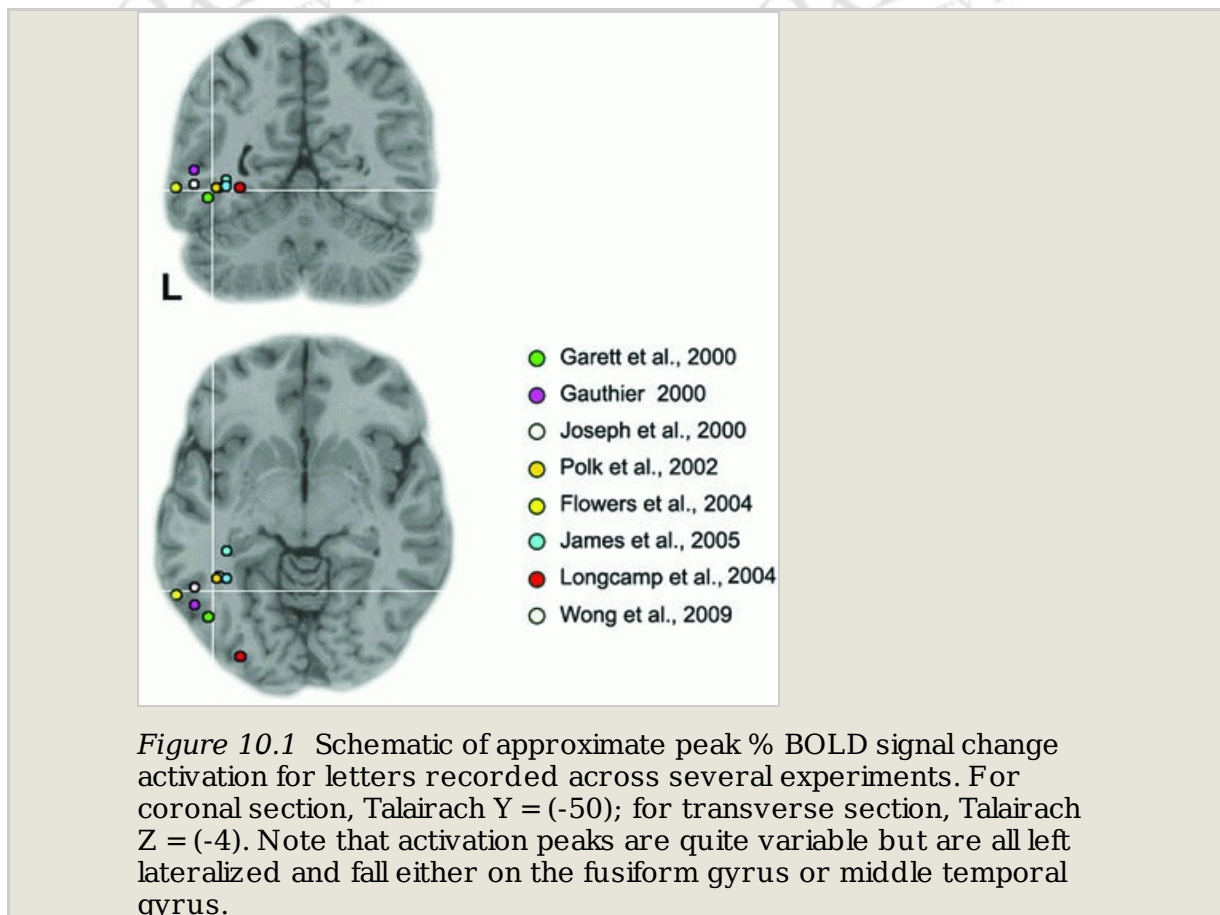 L
Garett et al., 2000
Gauthier 2000
Joseph et al., 2000
Polk et al., 2002
Flowers et al., 2004
James et al., 2005
Longcamp et al., 2004
Wong et al., 2009
Figure 10.1 Schematic of approximate peak % BOLD signal change
activation for letters recorded across several experiments. For
coronal section, Talairach Y = (-50); for transverse section, Talairach
Z = (-4). Note that activation peaks are quite variable but are all left
lateralized and fall either on the fusiform gyrus or middle temporal
gyrus.